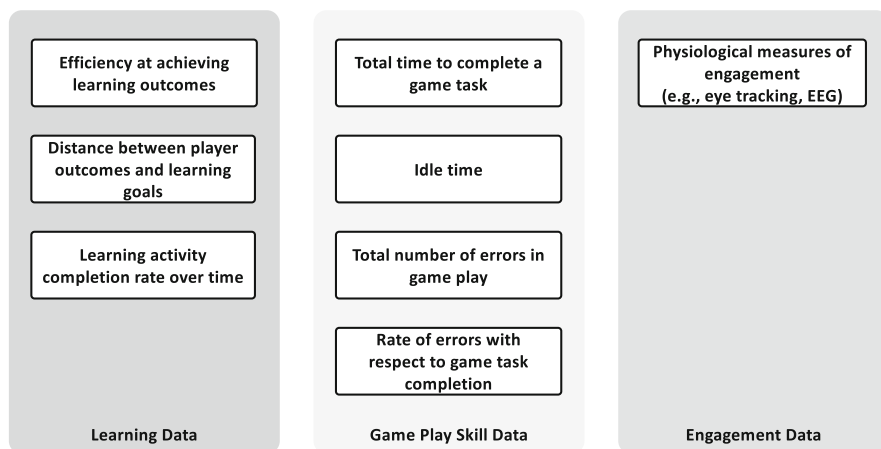 Efficiency at achieving
learning outcomes
Distance between player
outcomes and learning
goals
Learning activity
completion rate over time
Learning Data
Total time to complete a
game task
Idle time
Total number of errors in
game play
Rate of errors with
respect to game task
completion
Game Play Skill Data
Physiological measures of
engagement
(e.g., eye tracking, EEG)
Engagement Data